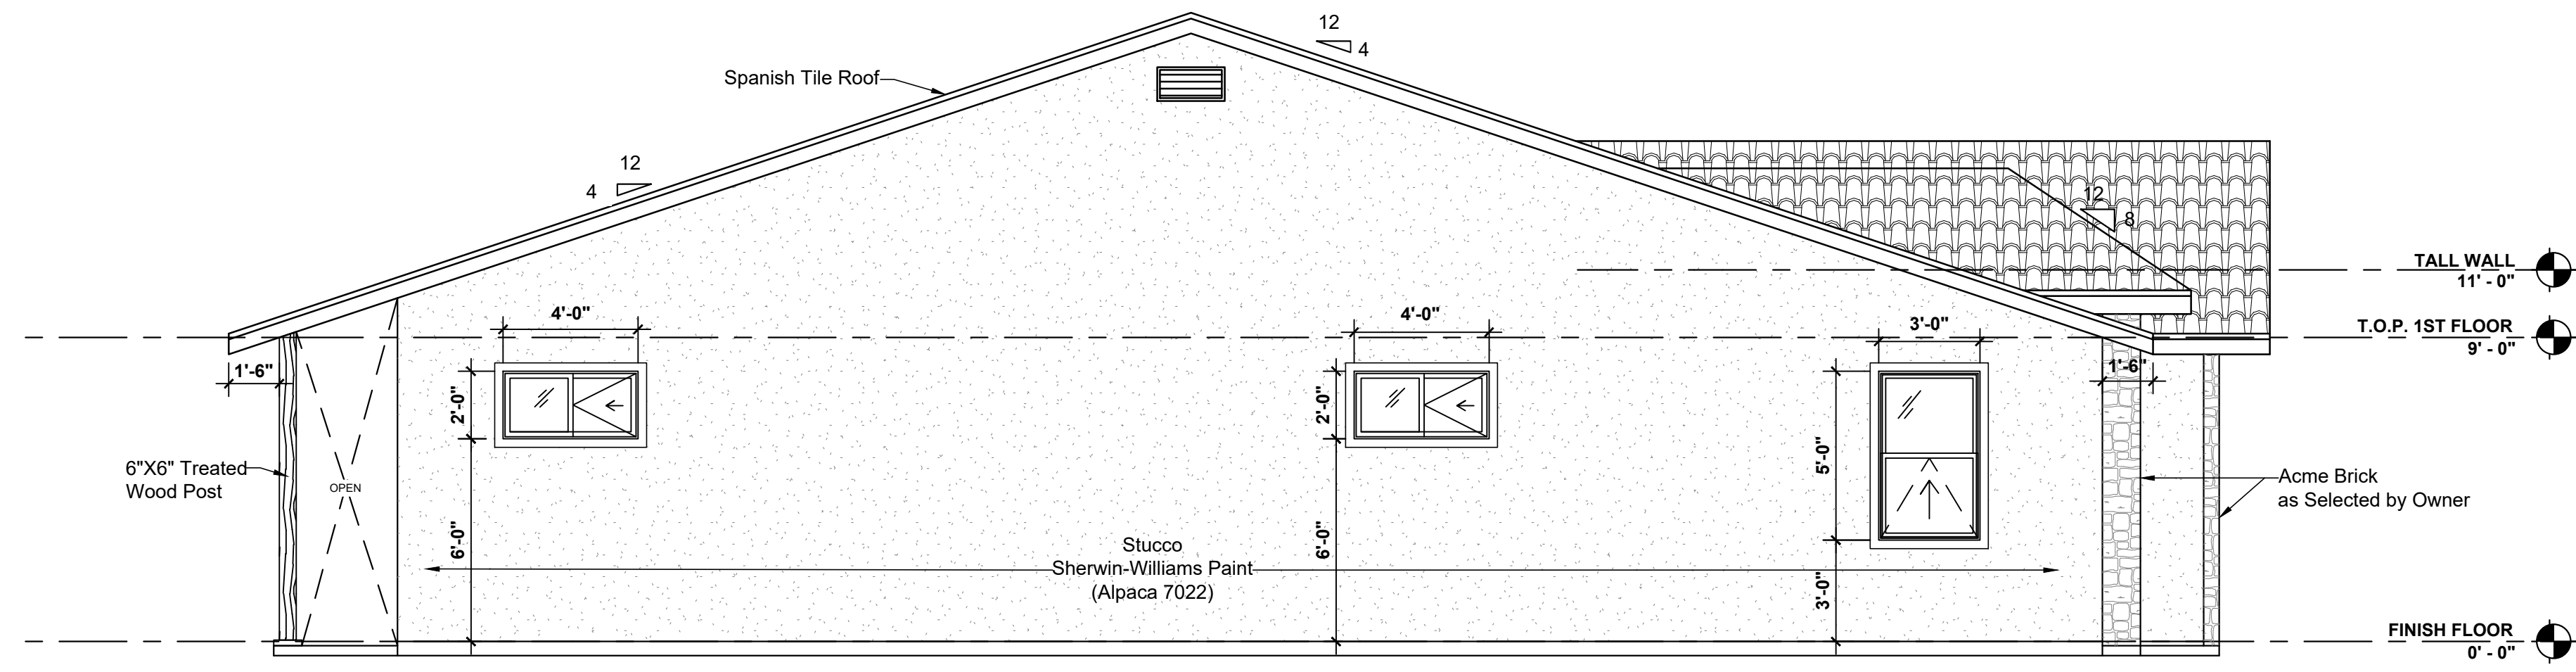 12
4
Spanish Tile Roof
12
4
12
8
TALL WALL
11' - 0"
4'-0"
4'-0"
3'-0"
T.O.P. 1ST FLOOR
9' - 0"
1'-6"
1'-6"
2'-0"
2'-0"
5'-0"
6"X6" Treated
Wood Post
OPEN
Acme Brick
as Selected by Owner
6'-0"
6'-0"
Stucco
Sherwin-Williams Paint
(Alpaca 7022)
3'-0"
FINISH FLOOR
0' - 0"